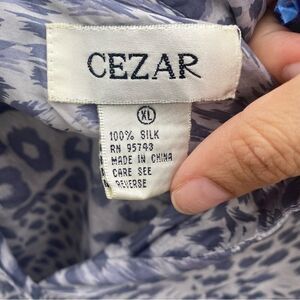 CEZAR
XL
100% SILK
RN 95743
MADE IN CHINA
CARE SEE
REVERSE